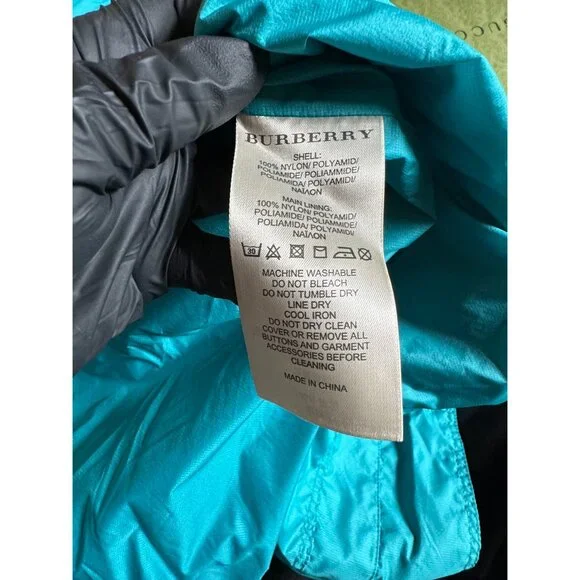 BURBERRY
SHELL:
100% NYLON/ POLYAMID/
POLYAMIDE/ POLIAMMIDE/
POLIAMIDA/ POLYAMIDI/
ΝΑΪΛΟΝ
MAIN LINING:
100% NYLON/ POLYAMID/
POLYAMIDE/ POLIAMMIDE/
POLIAMIDA/ POLYAMIDI/
ΝΑΪΛΟΝ
30
MACHINE WASHABLE
DO NOT BLEACH
DO NOT TUMBLE DRY
LINE DRY
COOL IRON
DO NOT DRY CLEAN
COVER OR REMOVE ALL
BUTTONS AND GARMENT
ACCESSORIES BEFORE
CLEANING
MADE IN CHINA